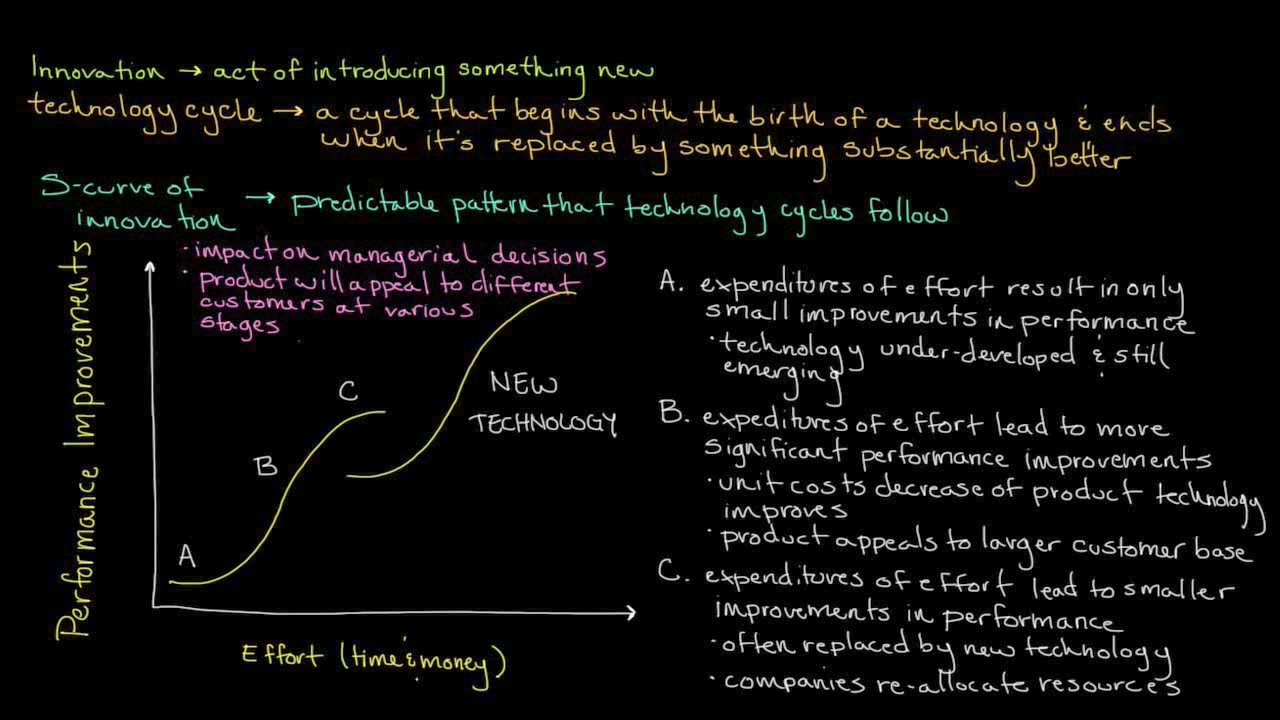 Innovation → act of introducing something new
technology cycle → a cycle that begins with the birth of a technology & ends
when it's replaced by something substantially better
S-curve of
innovation → predictable pattern that technology cycles follow
· impact on managerial decisions
· product will appeal to different
customers at various
stages
Performance Improvements
A
B
C
NEW
TECHNOLOGY
Effort (time & money)
A. expenditures of effort result in only
small improvements in performance
· technology under-developed & still
emerging
B. expeditures of effort lead to more
significant performance improvements
· unit costs decrease of product technology
improves
· product appeals to larger customer base
C. expenditures of effort lead to smaller
improvements in performance
· often replaced by new technology
· companies re-allocate resources